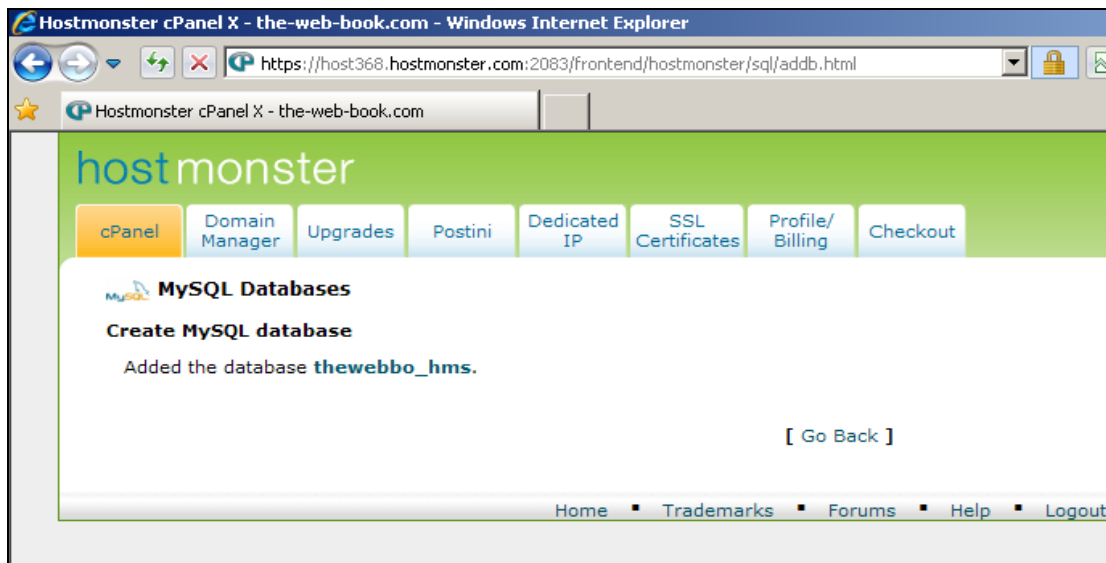 Hostmonster cPanel X - the-web-book.com - Windows Internet Explorer
https://host368.hostmonster.com:2083/frontend/hostmonster/sql/addb.html
Hostmonster cPanel X - the-web-book.com
hostmonster
cPanel
Domain
Manager
Upgrades
Postini
Dedicated
IP
SSL
Certificates
Profile/
Billing
Checkout
MySQL MySQL Databases
Create MySQL database
Added the database thewebbo_hms.
[ Go Back ]
Home ▪ Trademarks ▪ Forums ▪ Help ▪ Logout